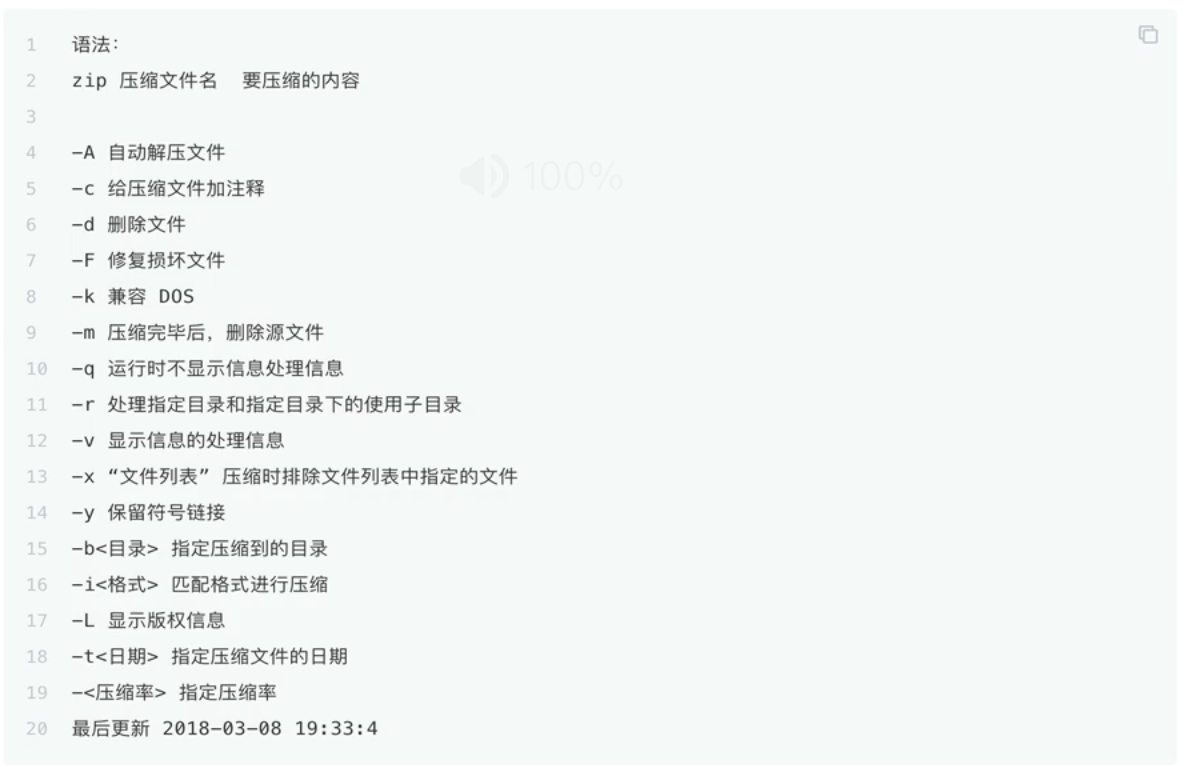 1 语法：
2 zip 压缩文件名  要压缩的内容
3
4 -A 自动解压文件
5 -c 给压缩文件加注释
6 -d 删除文件
7 -F 修复损坏文件
8 -k 兼容 DOS
9 -m 压缩完毕后，删除源文件
10 -q 运行时不显示信息处理信息
11 -r 处理指定目录和指定目录下的使用子目录
12 -v 显示信息的处理信息
13 -x “文件列表” 压缩时排除文件列表中指定的文件
14 -y 保留符号链接
15 -b<目录> 指定压缩到的目录
16 -i<格式> 匹配格式进行压缩
17 -L 显示版权信息
18 -t<日期> 指定压缩文件的日期
19 -<压缩率> 指定压缩率
20 最后更新 2018-03-08 19:33:4
100%